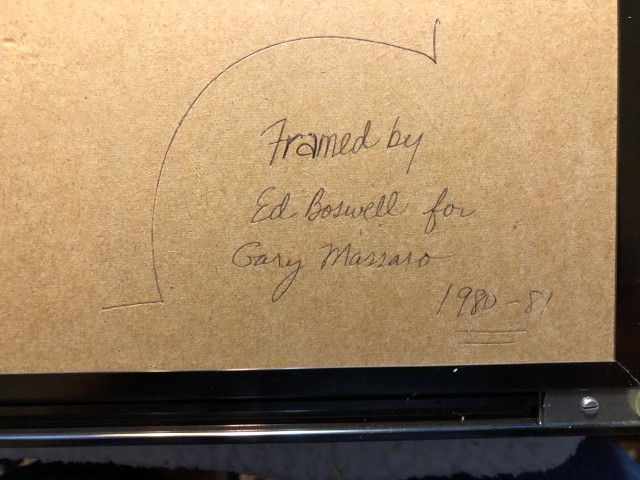 Framed by
Ed Boswell for
Gary Massaro
1980-81